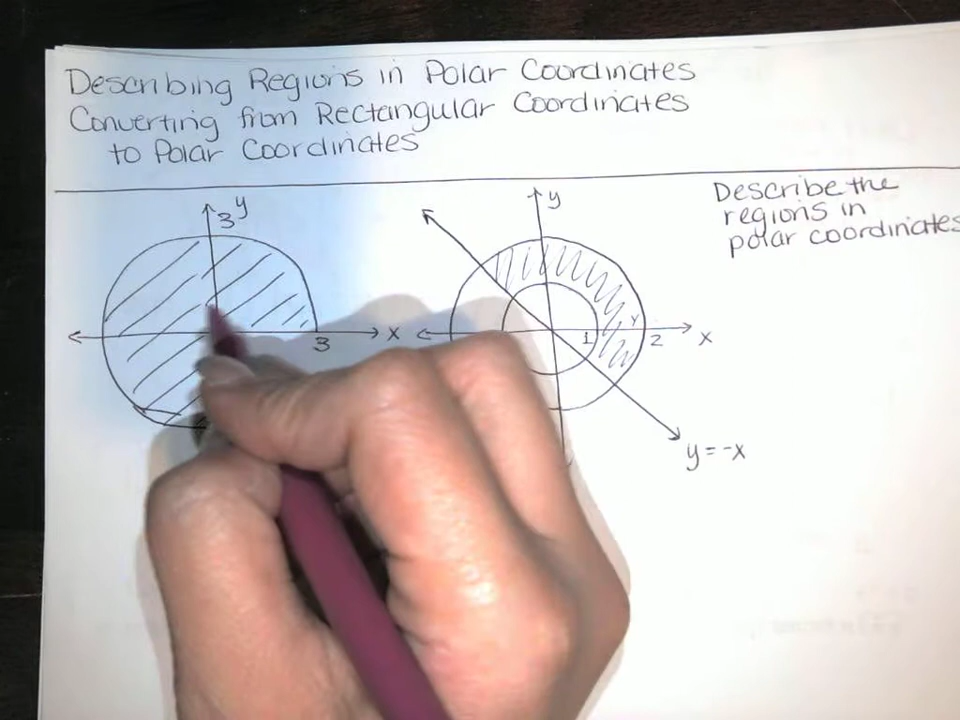 Describing Regions in Polar Coordinates
Converting from Rectangular Coordinates
to Polar Coordinates
Describe the
regions in
polar coordinates
3 y
x
3
y
1
2
x
y = -x